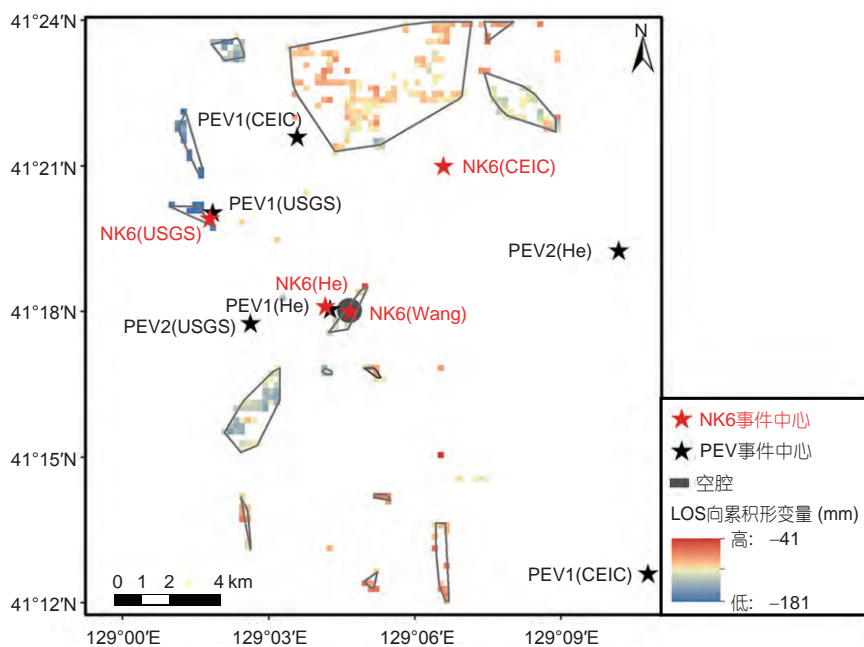 41°24′N
N
PEV1(CEIC)
41°21′N
NK6(CEIC)
PEV1(USGS)
NK6(USGS)
PEV2(He)
NK6(He)
41°18′N
PEV1(He)
NK6(Wang)
PEV2(USGS)
41°15′N
PEV1(CEIC)
0 1 2 4 km
41°12′N
129°00′E 129°03′E 129°06′E 129°09′E
NK6事件中心
PEV事件中心
空腔
LOS向累积形变量 (mm)
高: −41
低: −181